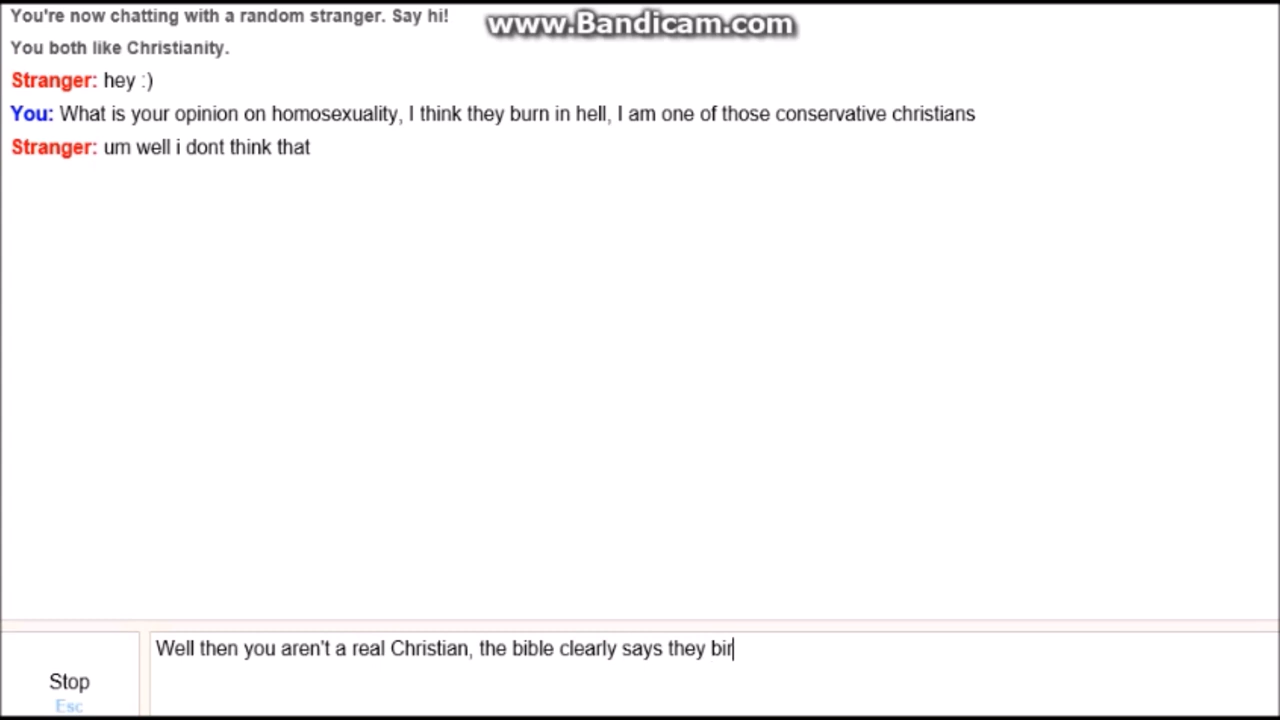 www.Bandicam.com
You're now chatting with a random stranger. Say hi!
You both like Christianity.
Stranger: hey :)
You: What is your opinion on homosexuality, I think they burn in hell, I am one of those conservative christians
Stranger: um well i dont think that
Well then you aren't a real Christian, the bible clearly says they bir
Stop
Esc